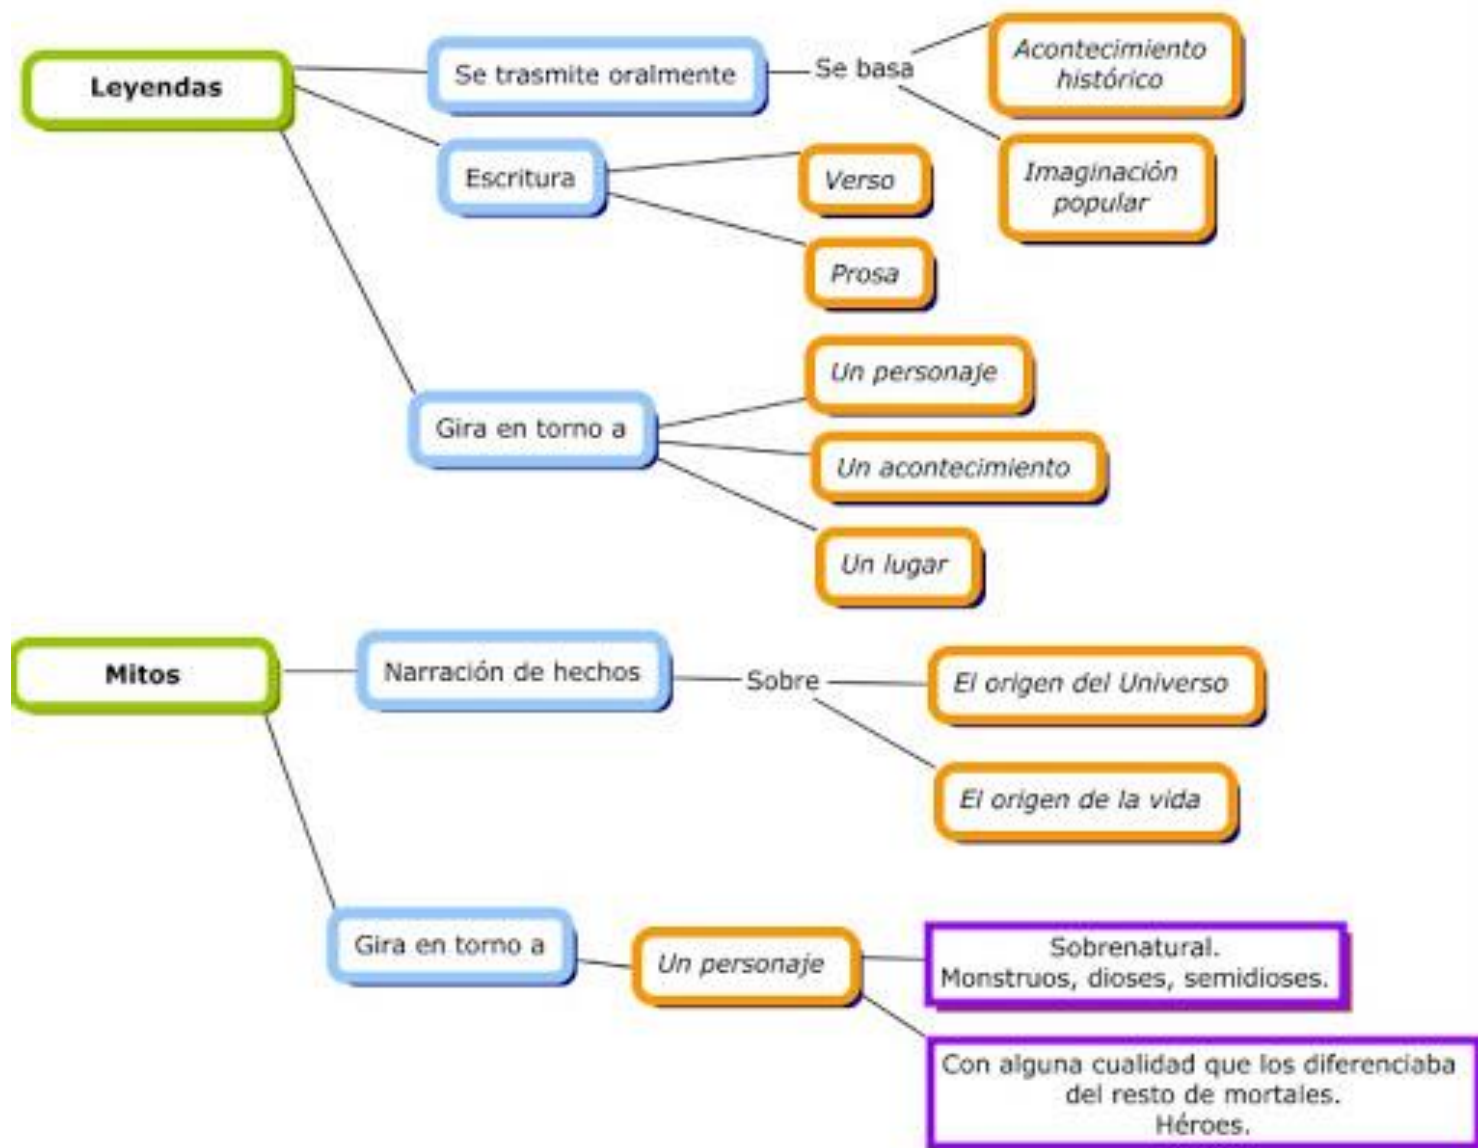 Leyendas
Se trasmite oralmente
Se basa
Acontecimiento
histórico
Imaginación
popular
Escritura
Verso
Prosa
Gira en torno a
Un personaje
Un acontecimiento
Un lugar
Mitos
Narración de hechos
Sobre
El origen del Universo
El origen de la vida
Gira en torno a
Un personaje
Sobrenatural.
Monstruos, dioses, semidioses.
Con alguna cualidad que los diferenciaba
del resto de mortales.
Héroes.